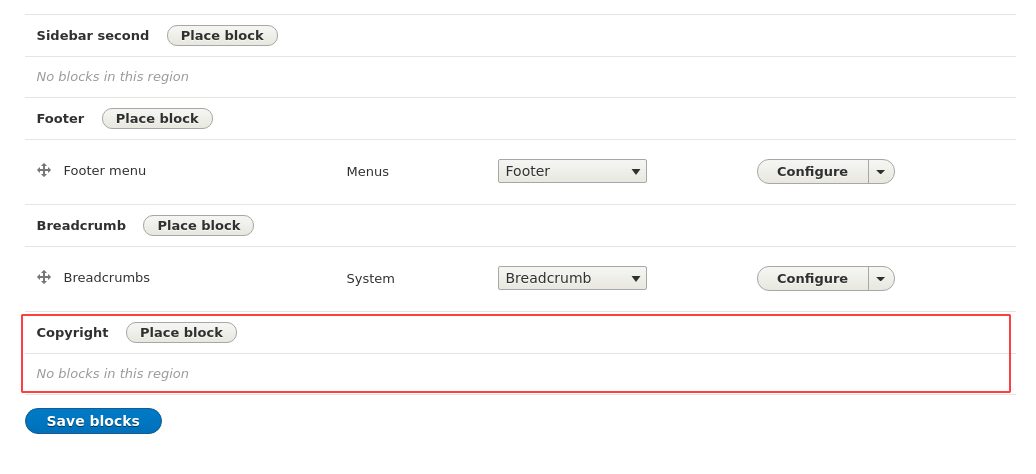 Sidebar second Place block
No blocks in this region
Footer Place block
Footer menu Menus Footer Configure
Breadcrumb Place block
Breadcrumbs System Breadcrumb Configure
Copyright Place block
No blocks in this region
Save blocks